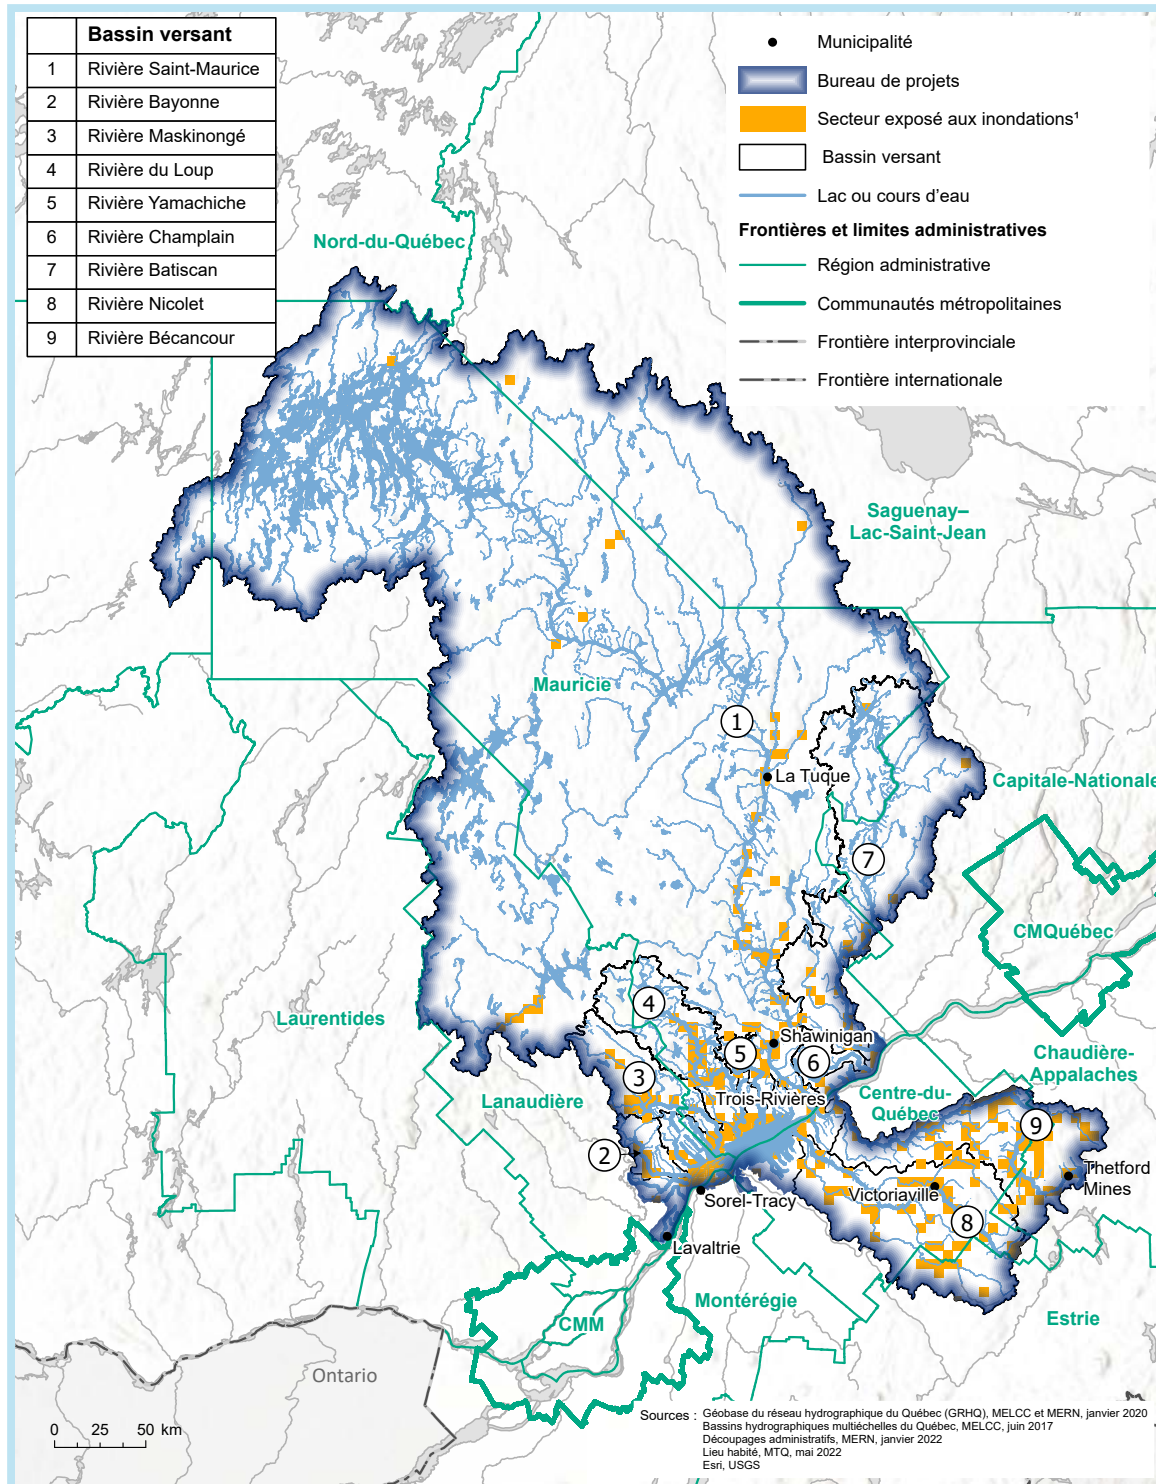 Bassin versant
1 Rivière Saint-Maurice
2 Rivière Bayonne
3 Rivière Maskinongé
4 Rivière du Loup
5 Rivière Yamachiche
6 Rivière Champlain
7 Rivière Batiscan
8 Rivière Nicolet
9 Rivière Bécancour
Municipalité
Bureau de projets
Secteur exposé aux inondations¹
Bassin versant
Lac ou cours d'eau
Frontières et limites administratives
Région administrative
Communautés métropolitaines
Frontière interprovinciale
Frontière internationale
Nord-du-Québec
Saguenay–
Lac-Saint-Jean
Mauricie
1
La Tuque
Capitale-Nationale
7
CMQuébec
4
Laurentides
Shawinigan
5
6
Chaudière-
Appalaches
3
Lanaudière
Trois-Rivières
Centre-du-
Québec
9
2
Thetford
Mines
Victoriaville
Sorel-Tracy
8
Lavaltrie
Montérégie
Estrie
CMM
Ontario
0 25 50 km
Sources : Géobase du réseau hydrographique du Québec (GRHQ), MELCC et MERN, janvier 2020
Bassins hydrographiques multiéchelles du Québec, MELCC, juin 2017
Découpages administratifs, MERN, janvier 2022
Lieu habité, MTQ, mai 2022
Esri, USGS